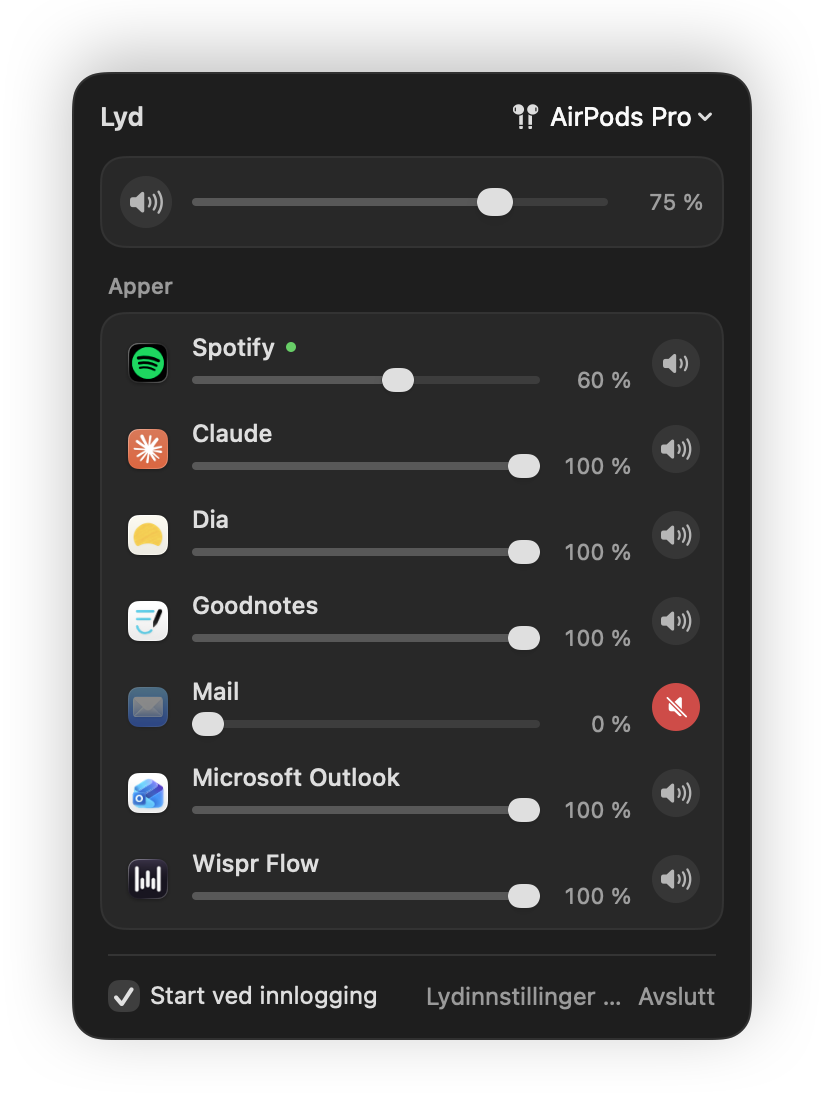 Lyd
AirPods Pro
75 %
Apper
Spotify
60 %
Claude
100 %
Dia
100 %
Goodnotes
100 %
Mail
0 %
Microsoft Outlook
100 %
Wispr Flow
100 %
Start ved innlogging
Lydinnstillinger ...
Avslutt